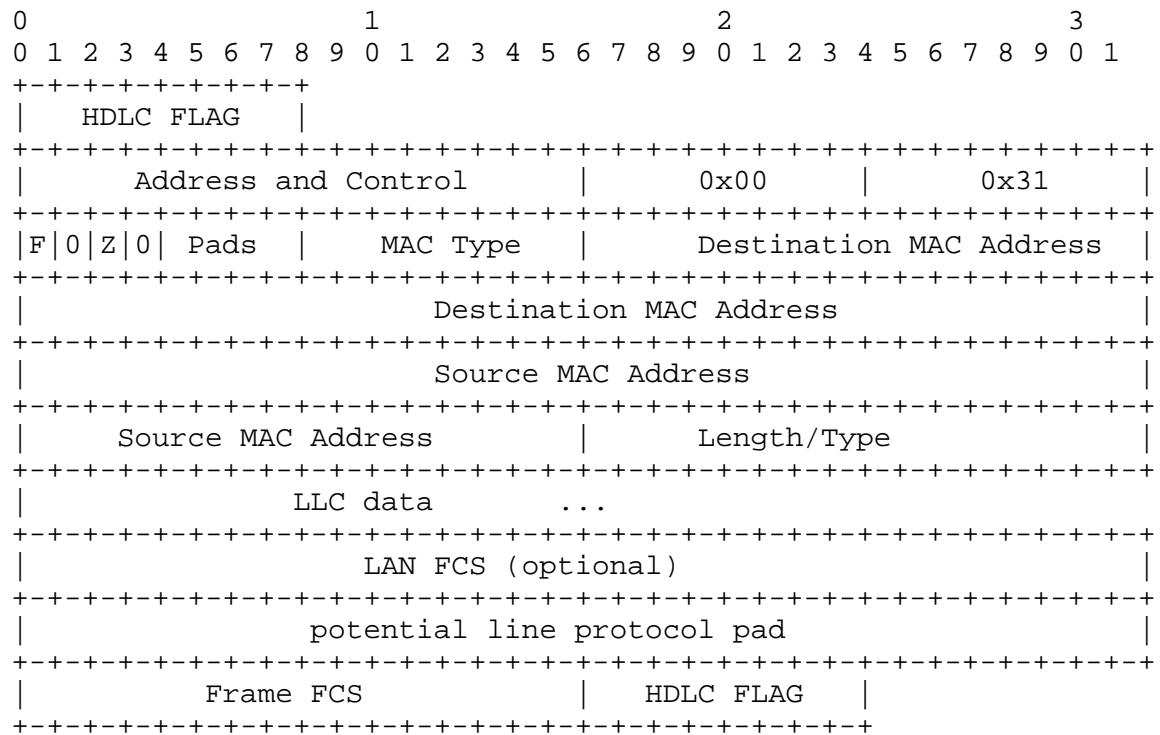 0                   1                   2                   3
0 1 2 3 4 5 6 7 8 9 0 1 2 3 4 5 6 7 8 9 0 1 2 3 4 5 6 7 8 9 0 1
+-+-+-+-+-+-+-+-+
|   HDLC FLAG   |
+-+-+-+-+-+-+-+-+-+-+-+-+-+-+-+-+-+-+-+-+-+-+-+-+-+-+-+-+-+-+-+-+
|      Address and Control      |      0x00     |      0x31     |
+-+-+-+-+-+-+-+-+-+-+-+-+-+-+-+-+-+-+-+-+-+-+-+-+-+-+-+-+-+-+-+-+
|F|0|Z|0| Pads  |    MAC Type   |      Destination MAC Address  |
+-+-+-+-+-+-+-+-+-+-+-+-+-+-+-+-+-+-+-+-+-+-+-+-+-+-+-+-+-+-+-+-+
|                       Destination MAC Address                 |
+-+-+-+-+-+-+-+-+-+-+-+-+-+-+-+-+-+-+-+-+-+-+-+-+-+-+-+-+-+-+-+-+
|                       Source MAC Address                      |
+-+-+-+-+-+-+-+-+-+-+-+-+-+-+-+-+-+-+-+-+-+-+-+-+-+-+-+-+-+-+-+-+
|     Source MAC Address        |      Length/Type              |
+-+-+-+-+-+-+-+-+-+-+-+-+-+-+-+-+-+-+-+-+-+-+-+-+-+-+-+-+-+-+-+-+
|               LLC data       ...
+-+-+-+-+-+-+-+-+-+-+-+-+-+-+-+-+-+-+-+-+-+-+-+-+-+-+-+-+-+-+-+-+
|                   LAN FCS (optional)                          |
+-+-+-+-+-+-+-+-+-+-+-+-+-+-+-+-+-+-+-+-+-+-+-+-+-+-+-+-+-+-+-+-+
|                potential line protocol pad                    |
+-+-+-+-+-+-+-+-+-+-+-+-+-+-+-+-+-+-+-+-+-+-+-+-+-+-+-+-+-+-+-+-+
|          Frame FCS            |   HDLC FLAG   |
+-+-+-+-+-+-+-+-+-+-+-+-+-+-+-+-+-+-+-+-+-+-+-+-+